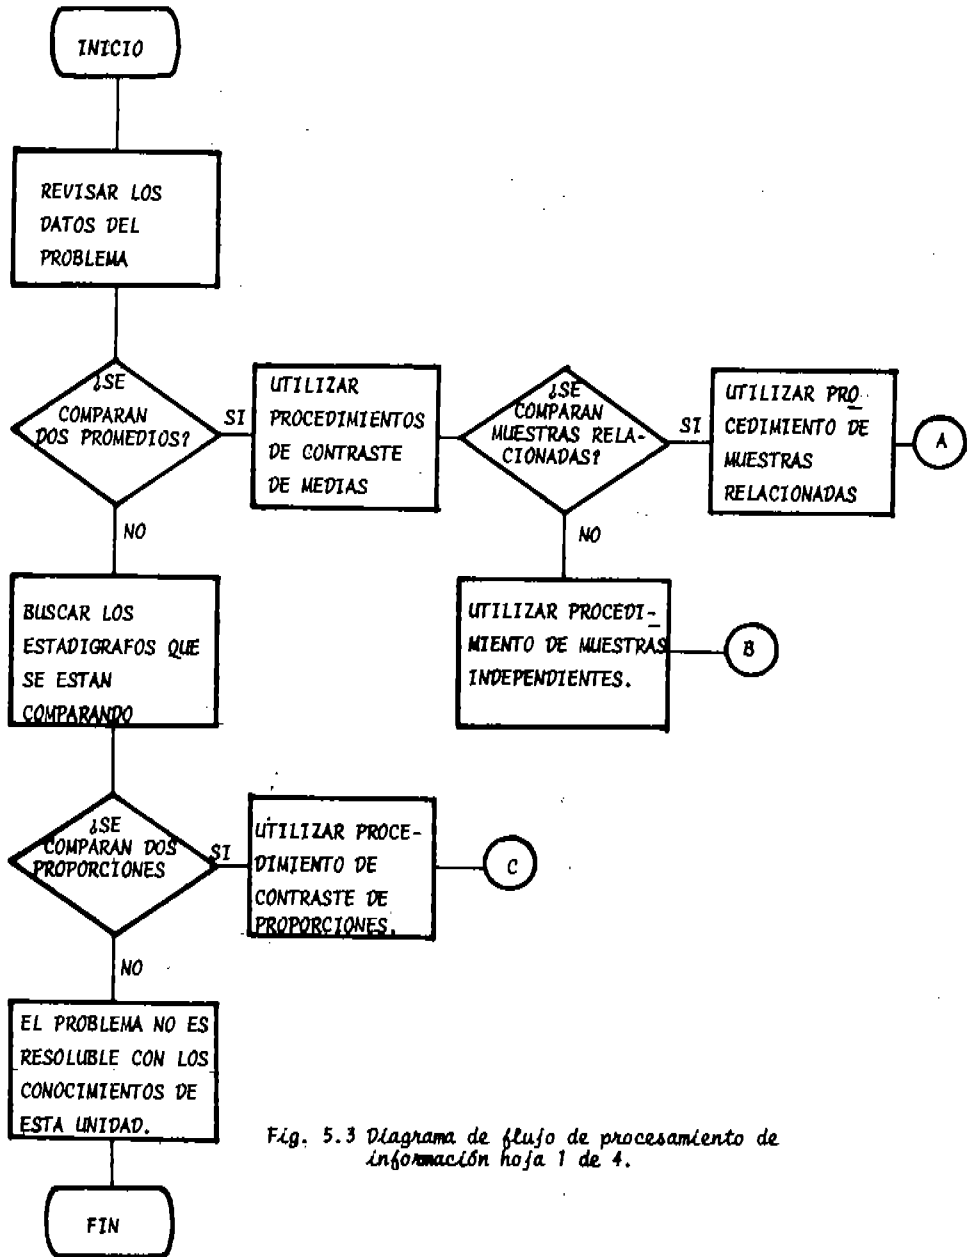 INICIO
REVISAR LOS
DATOS DEL
PROBLEMA
¿SE
COMPARAN
DOS PROMEDIOS?
SI
UTILIZAR
PROCEDIMIENTOS
DE CONTRASTE
DE MEDIAS
¿SE
COMPARAN
MUESTRAS RELA-
CIONADAS?
SI
UTILIZAR PRO
CEDIMIENTO DE
MUESTRAS
RELACIONADAS
A
NO
NO
BUSCAR LOS
ESTADIGRAFOS QUE
SE ESTAN
COMPARANDO
UTILIZAR PROCEDI-
MIENTO DE MUESTRAS
INDEPENDIENTES.
B
¿SE
COMPARAN DOS
PROPORCIONES
SI
UTILIZAR PROCE-
DIMIENTO DE
CONTRASTE DE
PROPORCIONES.
C
NO
EL PROBLEMA NO ES
RESOLUBLE CON LOS
CONOCIMIENTOS DE
ESTA UNIDAD.
FIN
Fig. 5.3 Diagrama de flujo de procesamiento de
información hoja 1 de 4.